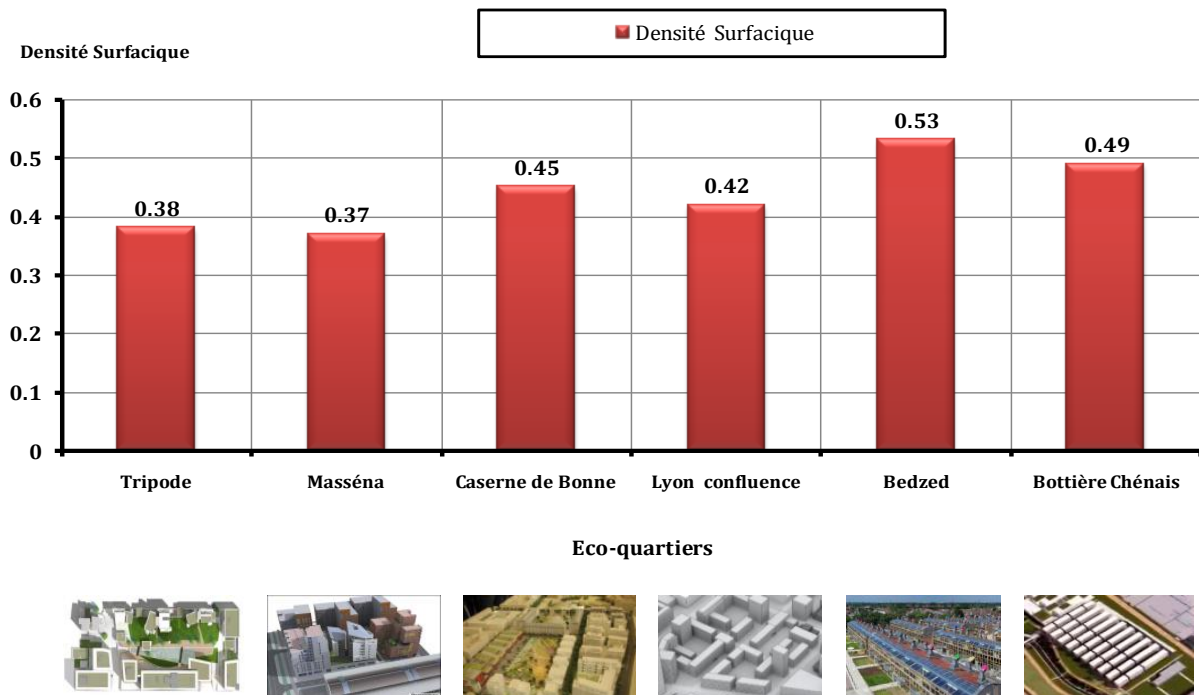 Densité Surfacique
Densité Surfacique
0.6
0.5
0.4
0.3
0.2
0.1
0
0.38
0.37
0.45
0.42
0.53
0.49
Tripode
Masséna
Caserne de Bonne
Lyon confluence
Bedzed
Bottière Chénais
Eco-quartiers